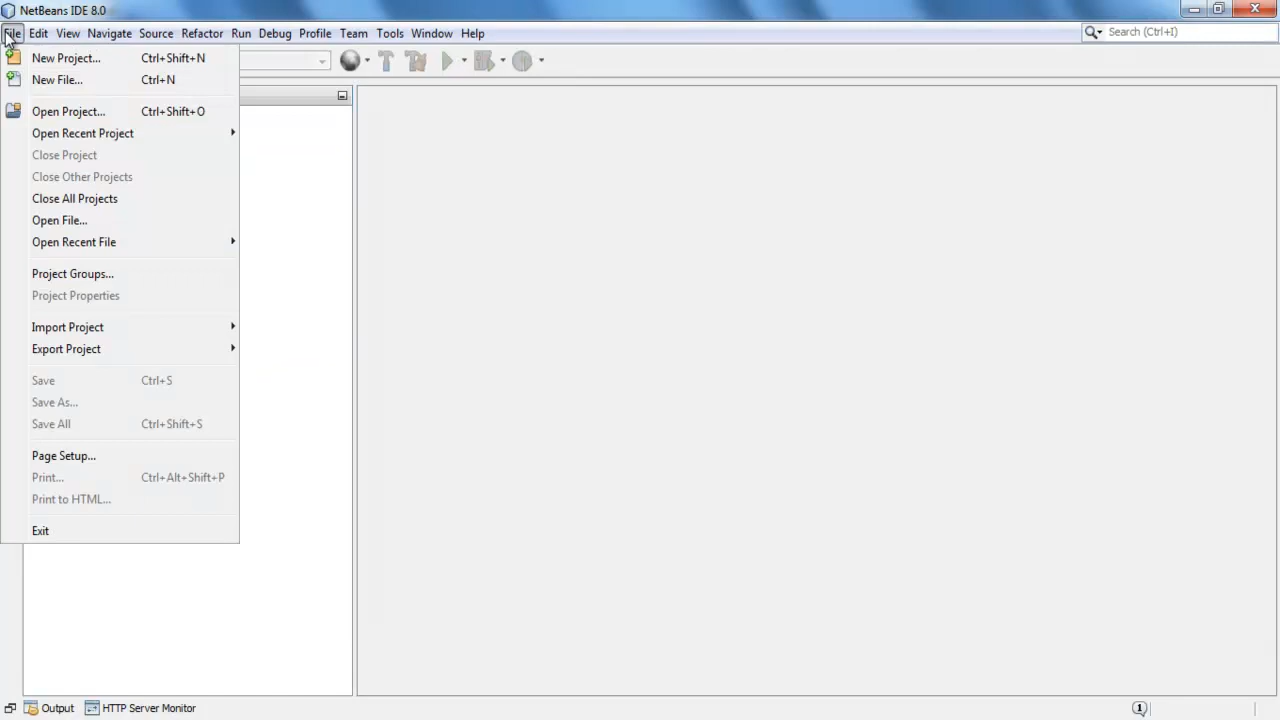 NetBeans IDE 8.0
File Edit View Navigate Source Refactor Run Debug Profile Team Tools Window Help
Search (Ctrl+I)
New Project... Ctrl+Shift+N
New File... Ctrl+N
Open Project... Ctrl+Shift+O
Open Recent Project
Close Project
Close Other Projects
Close All Projects
Open File...
Open Recent File
Project Groups...
Project Properties
Import Project
Export Project
Save Ctrl+S
Save As...
Save All Ctrl+Shift+S
Page Setup...
Print... Ctrl+Alt+Shift+P
Print to HTML...
Exit
Output HTTP Server Monitor 1